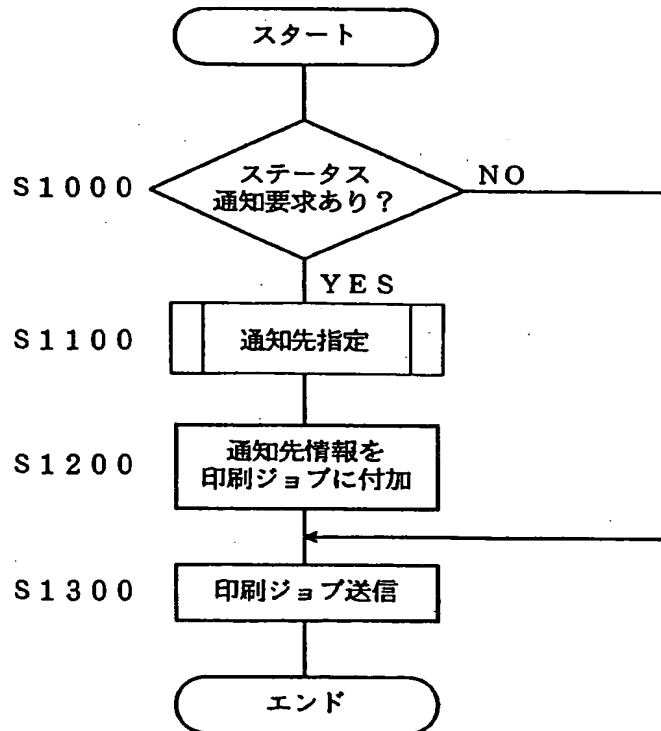 スタート
S1000
ステータス
通知要求あり?
NO
YES
S1100
通知先指定
S1200
通知先情報を
印刷ジョブに付加
S1300
印刷ジョブ送信
エンド